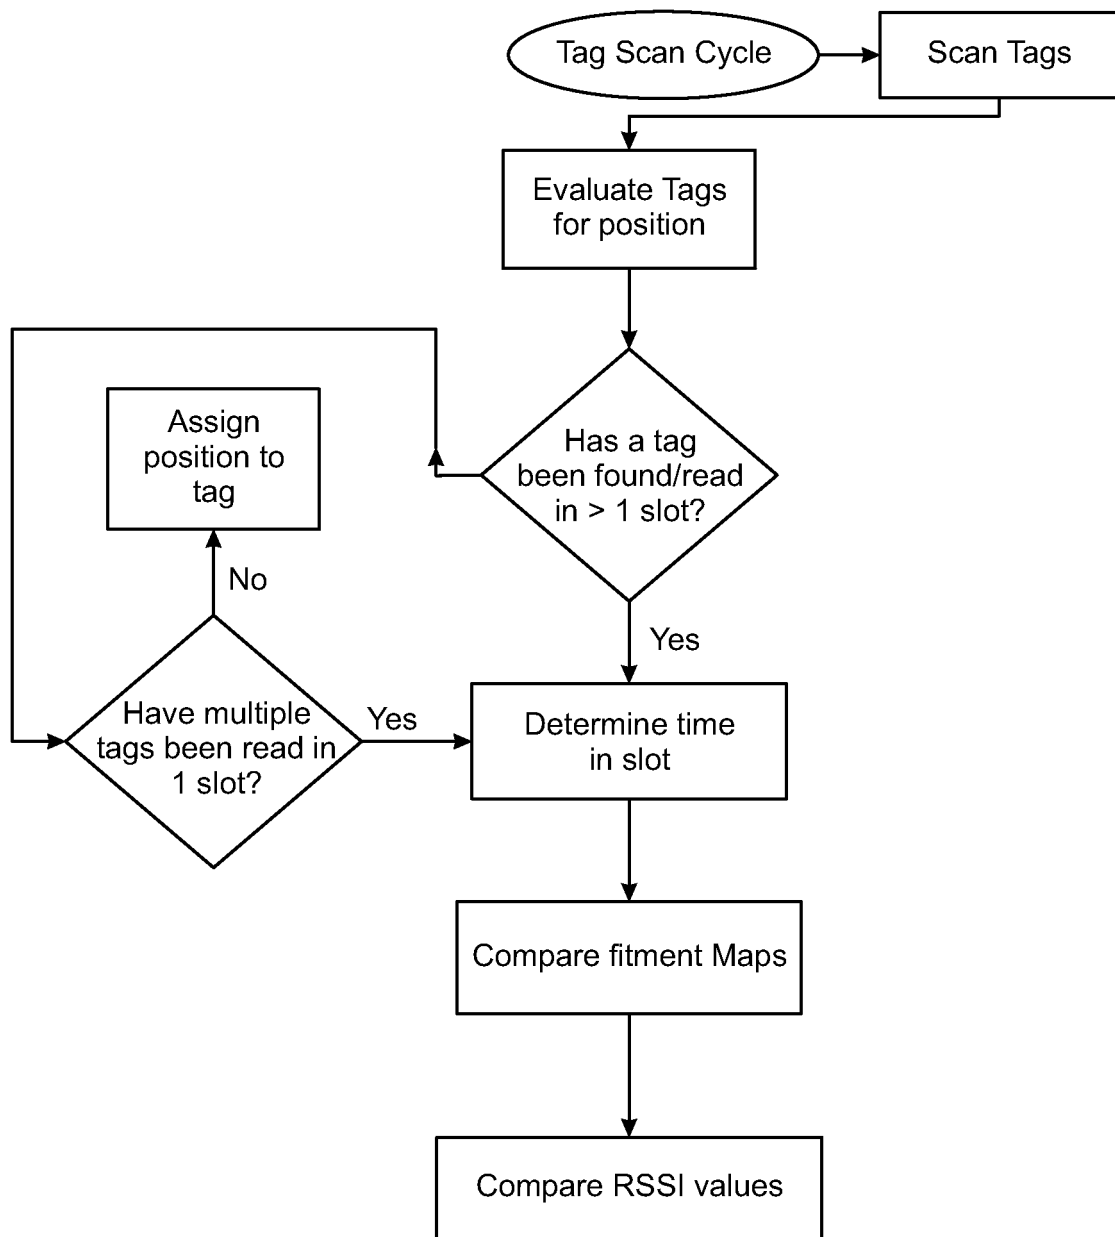 Tag Scan Cycle
Scan Tags
Evaluate Tags
for position
Has a tag
been found/read
in > 1 slot?
Assign
position to
tag
No
Yes
Have multiple
tags been read in
1 slot?
Yes
Determine time
in slot
Compare fitment Maps
Compare RSSI values